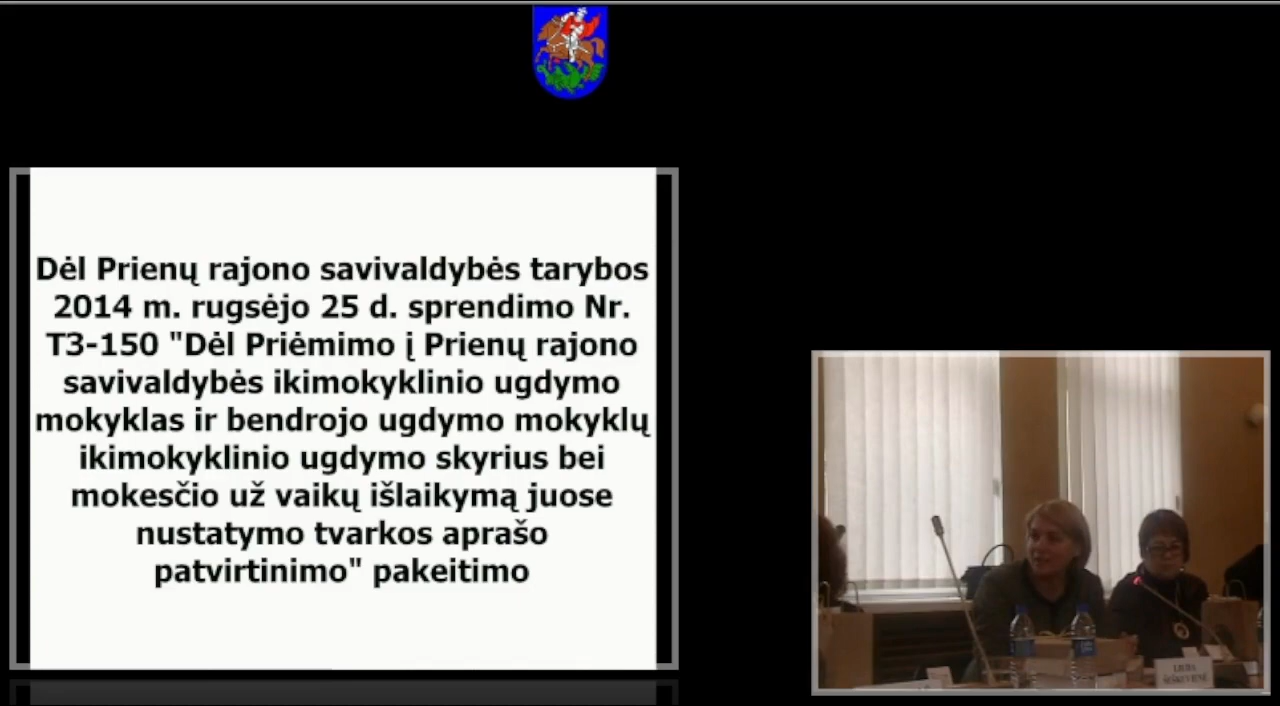 Dėl Prienų rajono savivaldybės tarybos
2014 m. rugsėjo 25 d. sprendimo Nr.
T3-150 "Dėl Priėmimo į Prienų rajono
savivaldybės ikimokyklinio ugdymo
mokyklas ir bendrojo ugdymo mokyklų
ikimokyklinio ugdymo skyrius bei
mokesčio už vaikų išlaikymą juose
nustatymo tvarkos aprašo
patvirtinimo" pakeitimo